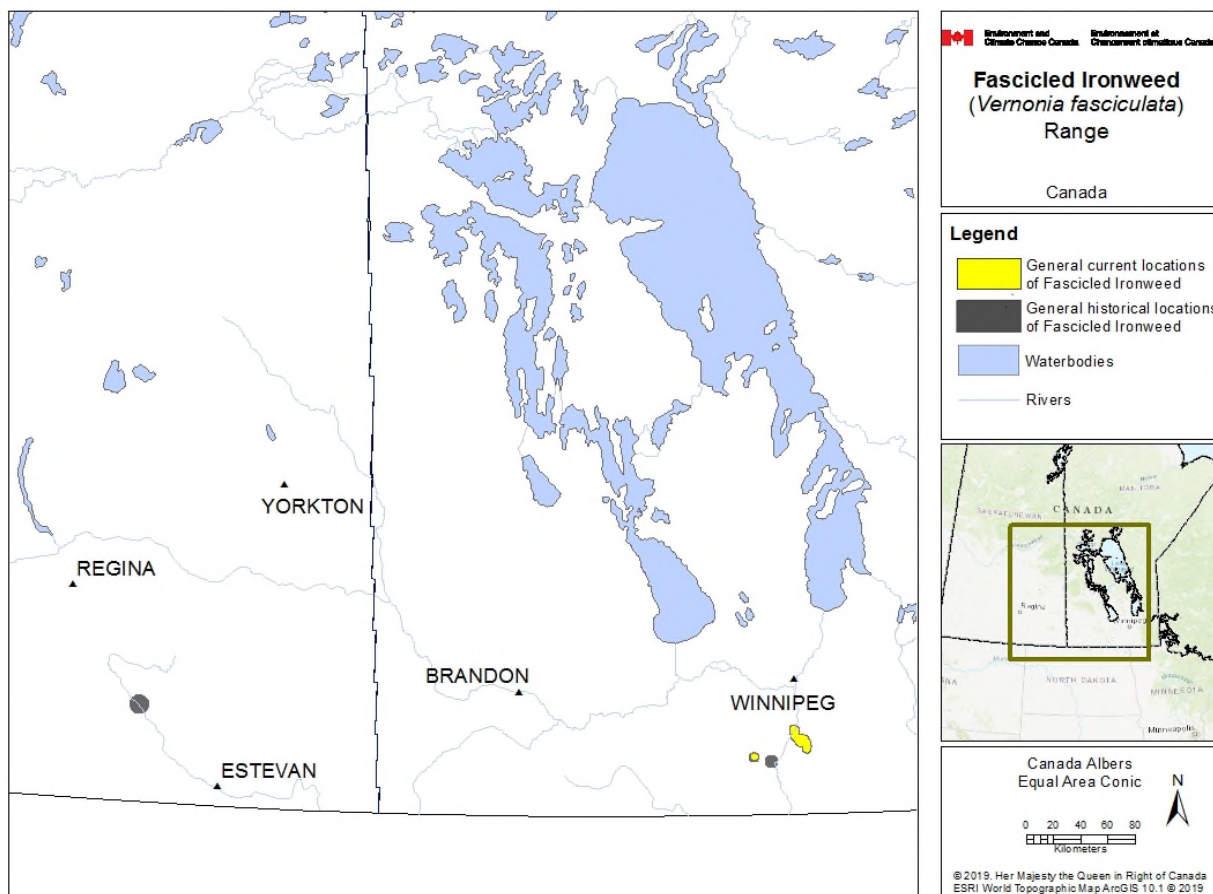 Environment and
Climate Change Canada
Environnement et
Changement climatique Canada
Fascicled Ironweed
(Vernonia fasciculata)
Range
Canada
Legend
General current locations
of Fascicled Ironweed
General historical locations
of Fascicled Ironweed
Waterbodies
Rivers
YORKTON
REGINA
BRANDON
WINNIPEG
ESTEVAN
MANITOBA
CANADA
SASKATCHEWAN
Regina
Winnipeg
NORTH DAKOTA
MINNESOTA
Minneapolis
Canada Albers
Equal Area Conic
N
0 20 40 60 80
Kilometers
© 2019. Her Majesty the Queen in Right of Canada
ESRI World Topographic Map ArcGIS 10.1 © 2019